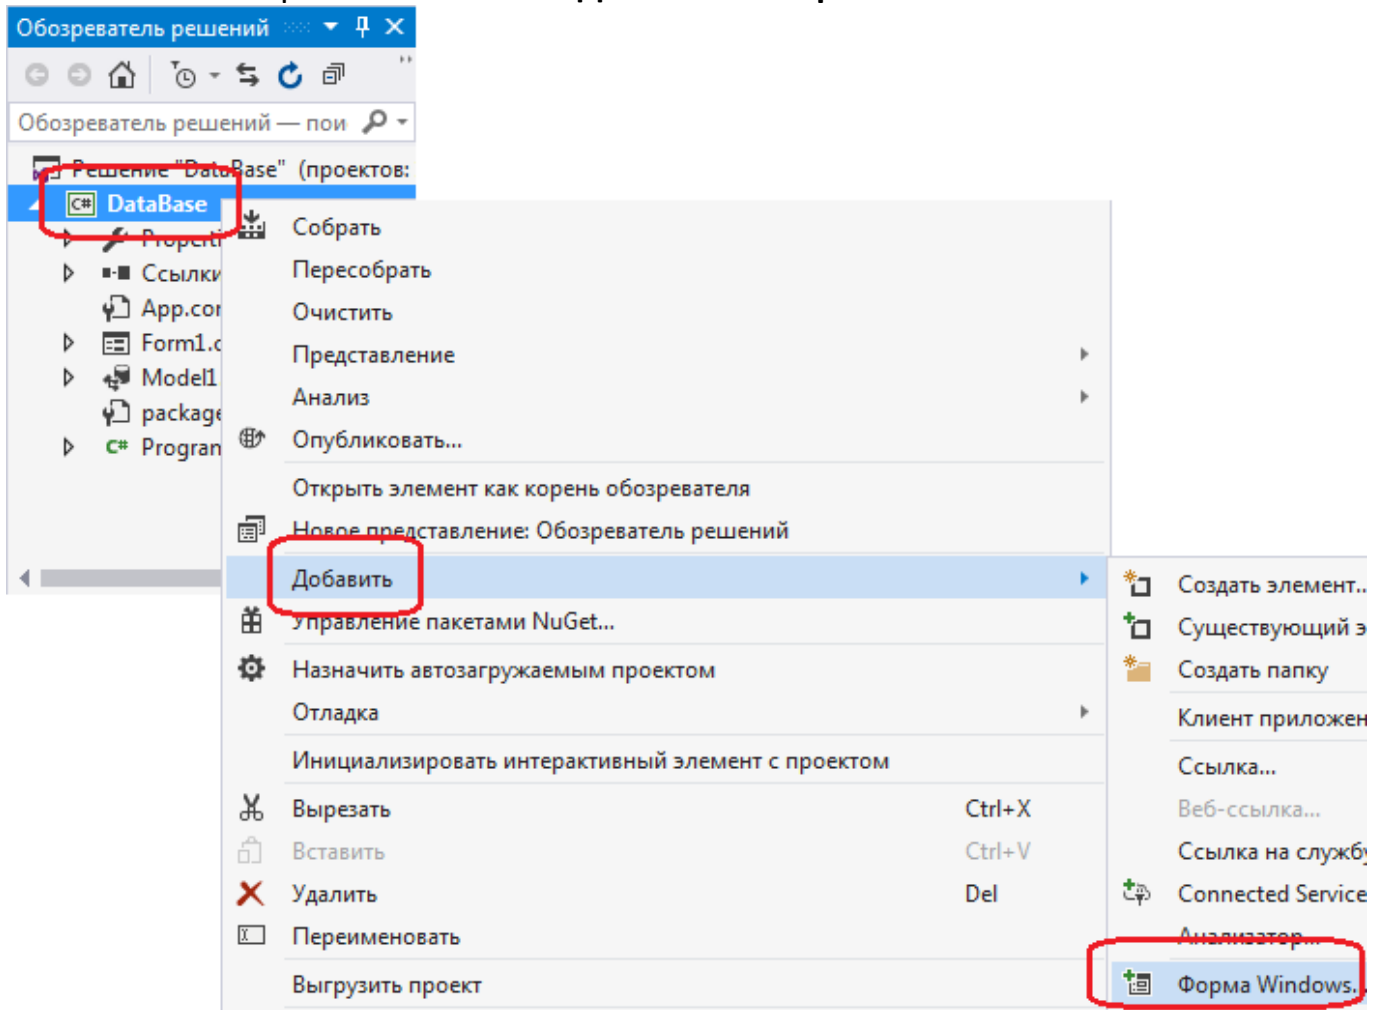 Обозреватель решений
Обозреватель решений — пои
Решение "DataBase" (проектов:
C# DataBase
Properti
Ссылки
App.cor
Form1.c
Model1
package
C# Progran
Собрать
Пересобрать
Очистить
Представление
Анализ
Опубликовать...
Открыть элемент как корень обозревателя
Новое представление: Обозреватель решений
Добавить
Управление пакетами NuGet...
Назначить автозагружаемым проектом
Отладка
Инициализировать интерактивный элемент с проектом
Вырезать Ctrl+X
Вставить Ctrl+V
Удалить Del
Переименовать
Выгрузить проект
Создать элемент...
Существующий э
Создать папку
Клиент приложен
Ссылка...
Веб-ссылка...
Ссылка на службу
Connected Service
Анализатор...
Форма Windows...